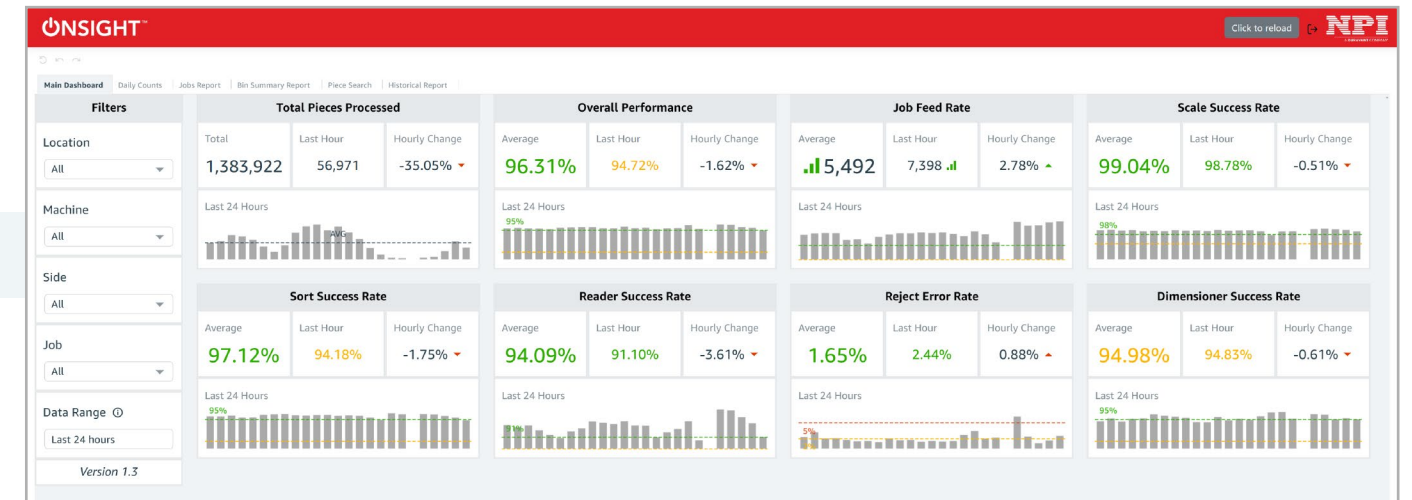 ONSIGHT™
Click to reload
NPI
Main Dashboard Daily Counts Jobs Report Bin Summary Report Piece Search Historical Report
Filters
Location
All
Machine
All
Side
All
Job
All
Data Range
Last 24 hours
Version 1.3
Total Pieces Processed
Total Last Hour Hourly Change
1,383,922 56,971 -35.05%
Last 24 Hours
AVG
Overall Performance
Average Last Hour Hourly Change
96.31% 94.72% -1.62%
Last 24 Hours
95%
Job Feed Rate
Average Last Hour Hourly Change
5,492 7,398 2.78%
Last 24 Hours
Scale Success Rate
Average Last Hour Hourly Change
99.04% 98.78% -0.51%
Last 24 Hours
98%
Sort Success Rate
Average Last Hour Hourly Change
97.12% 94.18% -1.75%
Last 24 Hours
95%
Reader Success Rate
Average Last Hour Hourly Change
94.09% 91.10% -3.61%
Last 24 Hours
91%
Reject Error Rate
Average Last Hour Hourly Change
1.65% 2.44% 0.88%
Last 24 Hours
5%
Dimensioner Success Rate
Average Last Hour Hourly Change
94.98% 94.83% -0.61%
Last 24 Hours
95%